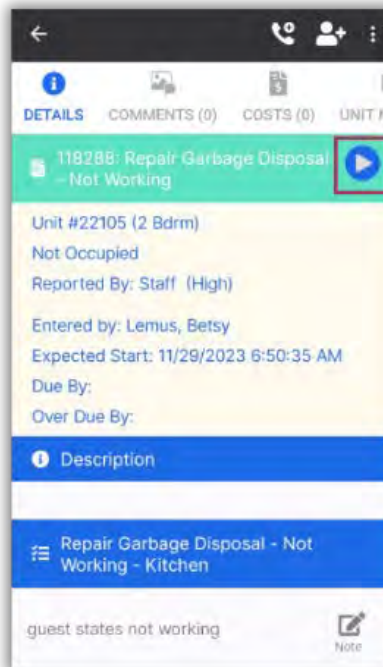 DETAILS COMMENTS (0) COSTS (0) UNIT
118288: Repair Garbage Disposal
- Not Working
Unit #22105 (2 Bdrm)
Not Occupied
Reported By: Staff (High)
Entered by: Lemus, Betsy
Expected Start: 11/29/2023 6:50:35 AM
Due By:
Over Due By:
Description
Repair Garbage Disposal - Not
Working - Kitchen
guest states not working
Note